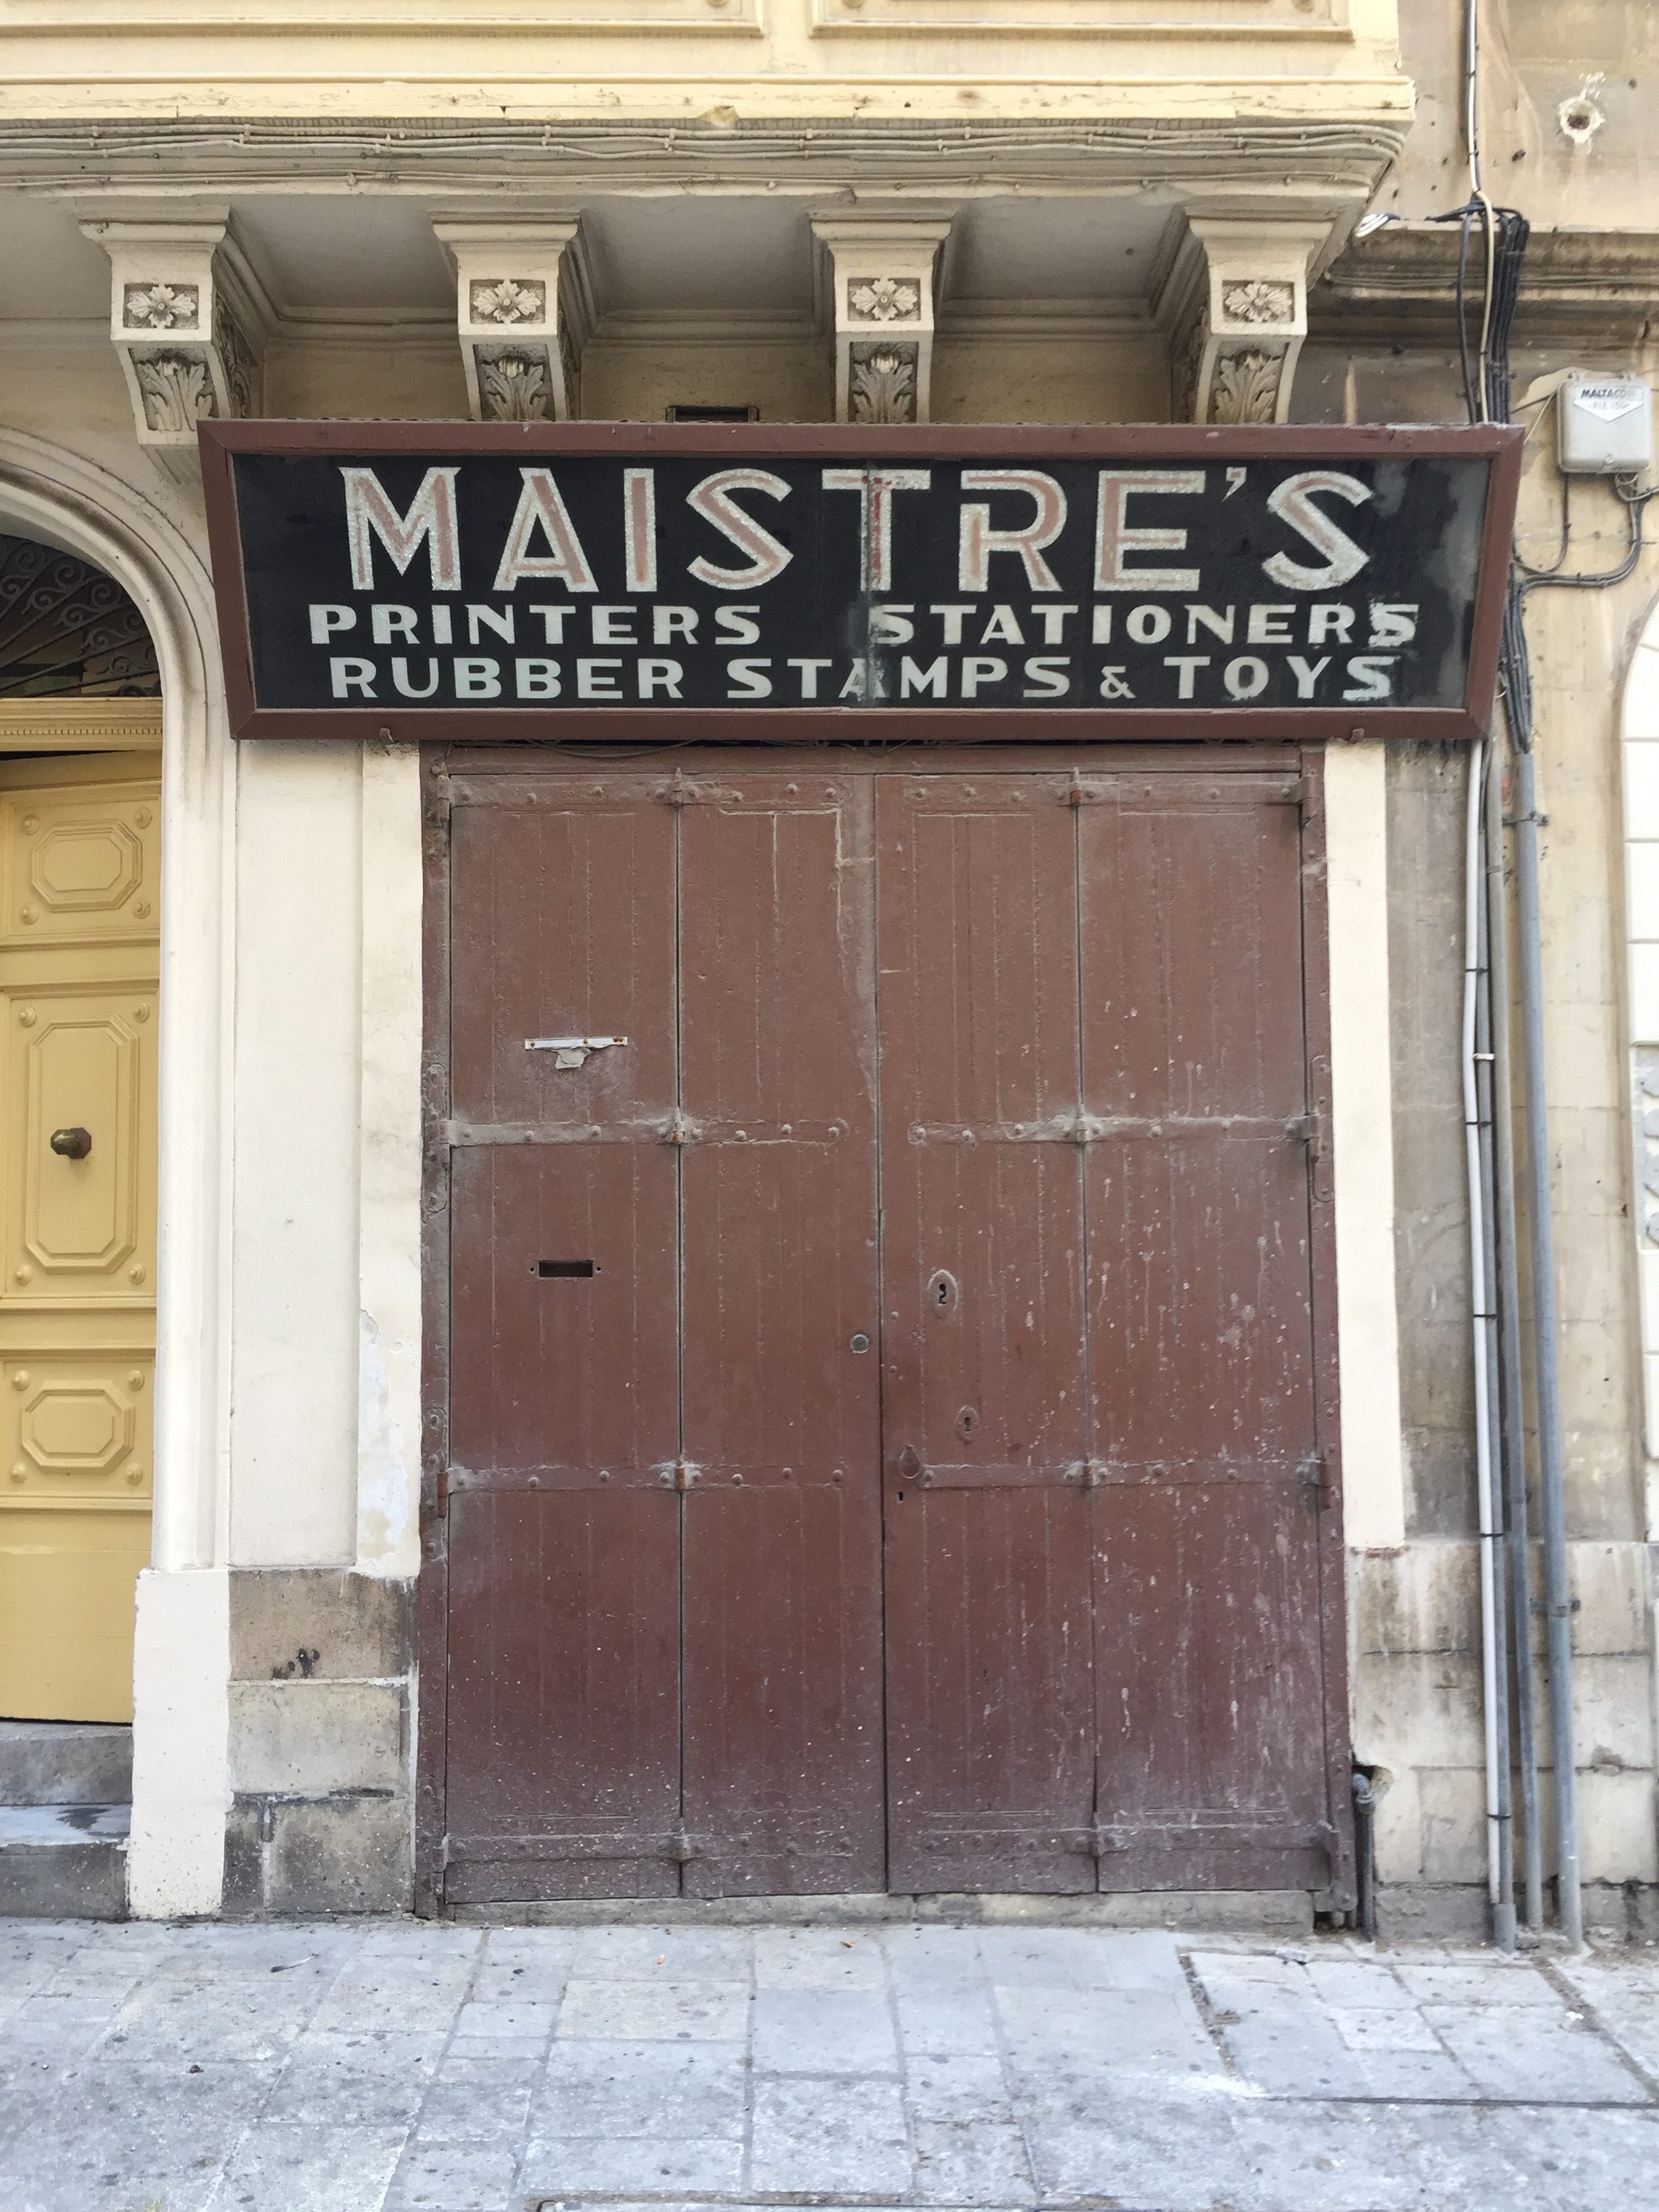 MAISTRE'S
PRINTERS STATIONERS
RUBBER STAMPS & TOYS